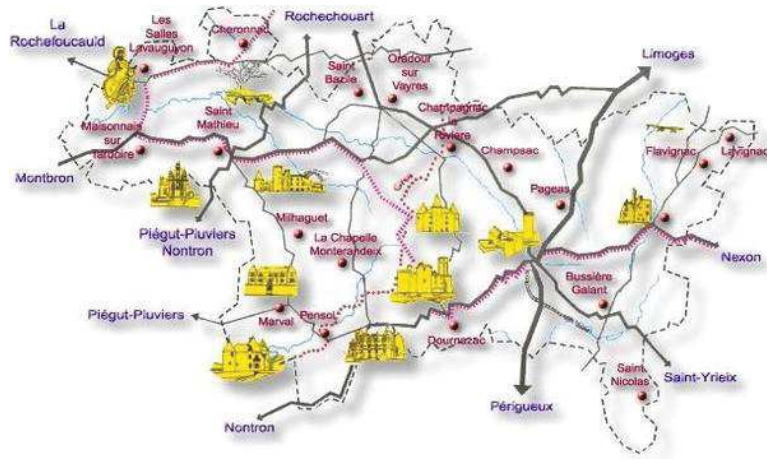 La
Rochefoucauld
Les
Salles
Lavauguyon
Cheronnac
Rochechouart
Saint
Bazile
Oradour
sur
Vayres
Limoges
Maisonnais
sur
Tardoire
Saint
Mathieu
Champagnac
la
Rivière
Champsac
Flavignac
Lavignac
Montbron
Pageas
Piégut-Pluviers
Nontron
Milhaguet
La Chapelle
Monterandeix
Nexon
Bussière
Galant
Piégut-Pluviers
Marval
Pensol
Dournazac
Saint
Nicolas
Saint-Yrieix
Périgueux
Nontron